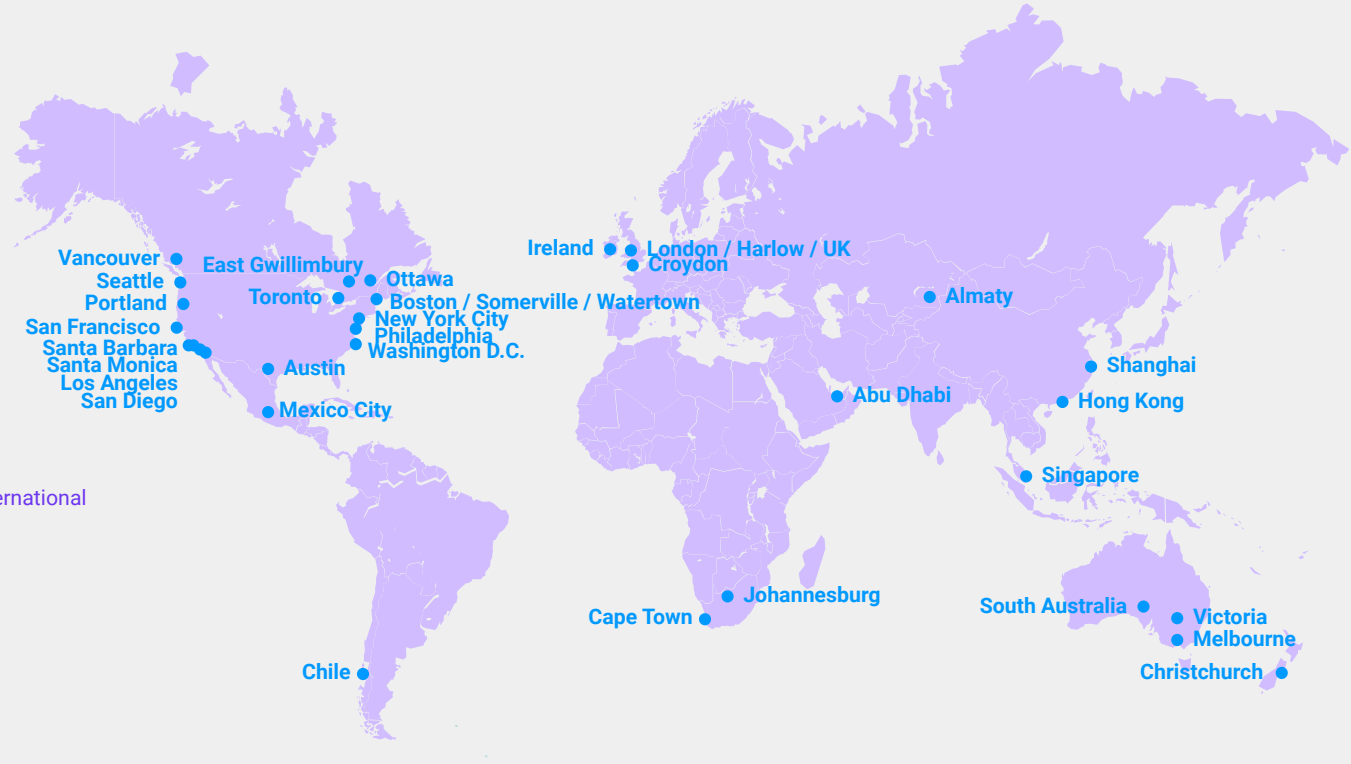 Vancouver
Seattle
Portland
San Francisco
Santa Barbara
Santa Monica
Los Angeles
San Diego
East Gwillimbury
Toronto
Ottawa
Boston / Somerville / Watertown
New York City
Philadelphia
Washington D.C.
Austin
Mexico City
Chile
ernational
Ireland
London / Harlow / UK
Croydon
Almaty
Abu Dhabi
Shanghai
Hong Kong
Singapore
Johannesburg
Cape Town
South Australia
Victoria
Melbourne
Christchurch